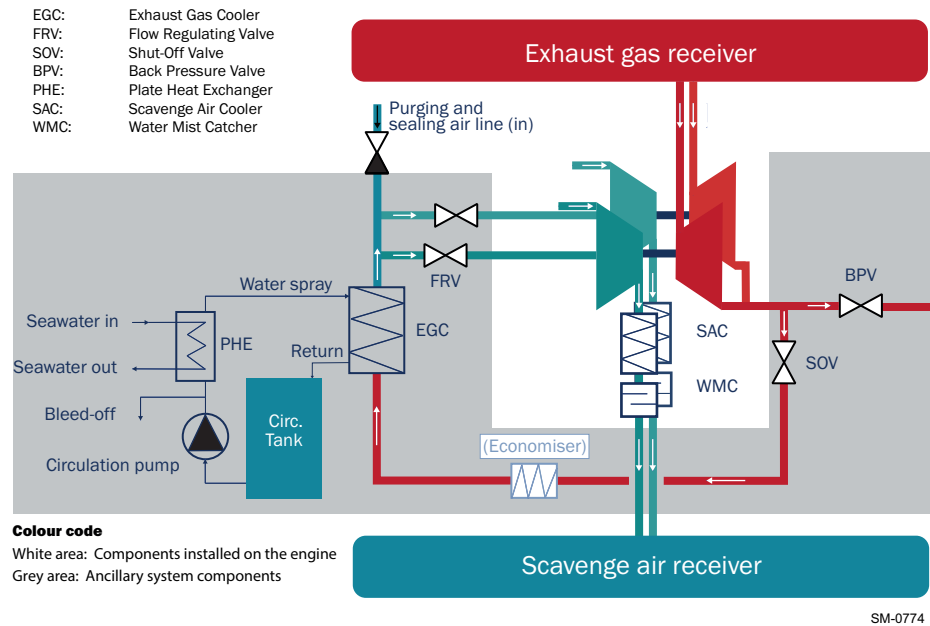 EGC: Exhaust Gas Cooler
FRV: Flow Regulating Valve
SOV: Shut-Off Valve
BPV: Back Pressure Valve
PHE: Plate Heat Exchanger
SAC: Scavenge Air Cooler
WMC: Water Mist Catcher
Exhaust gas receiver
Purging and
sealing air line (in)
BPV
FRV
Water spray
Seawater in
PHE
EGC
SAC
Return
Seawater out
SOV
WMC
Bleed-off
Circ.
Tank
(Economiser)
Circulation pump
Colour code
White area: Components installed on the engine
Grey area: Ancillary system components
Scavenge air receiver
SM-0774